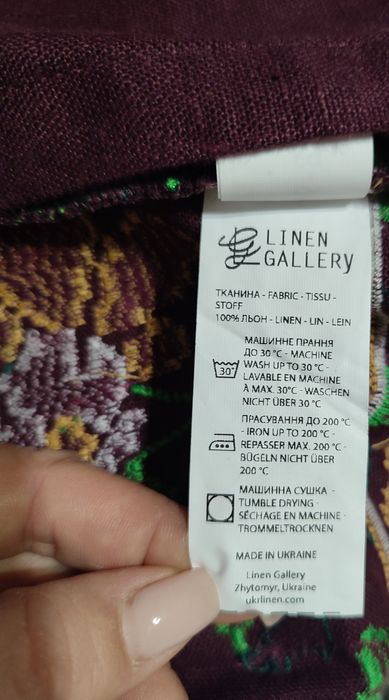 LINEN
GALLERY
ТКАНИНА - FABRIC - TISSU -
STOFF
100% ЛЬОН - LINEN - LIN - LEIN
МАШИННЕ ПРАННЯ
ДО 30 °C - MACHINE
WASH UP TO 30 °C -
LAVABLE EN MACHINE
À MAX. 30°C - WASCHEN
NICHT ÜBER 30 °C
30°
ПРАСУВАННЯ ДО 200 °C
- IRON UP TO 200 °C -
REPASSER MAX. 200 °C -
BÜGELN NICHT ÜBER
200 °C
МАШИННА СУШКА -
TUMBLE DRYING -
SÉCHAGE EN MACHINE -
TROMMELTROCKNEN
MADE IN UKRAINE
Linen Gallery
Zhytomyr, Ukraine
ukrlinen.com